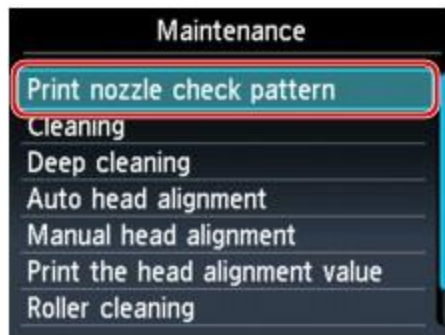 Maintenance
Print nozzle check pattern
Cleaning
Deep cleaning
Auto head alignment
Manual head alignment
Print the head alignment value
Roller cleaning